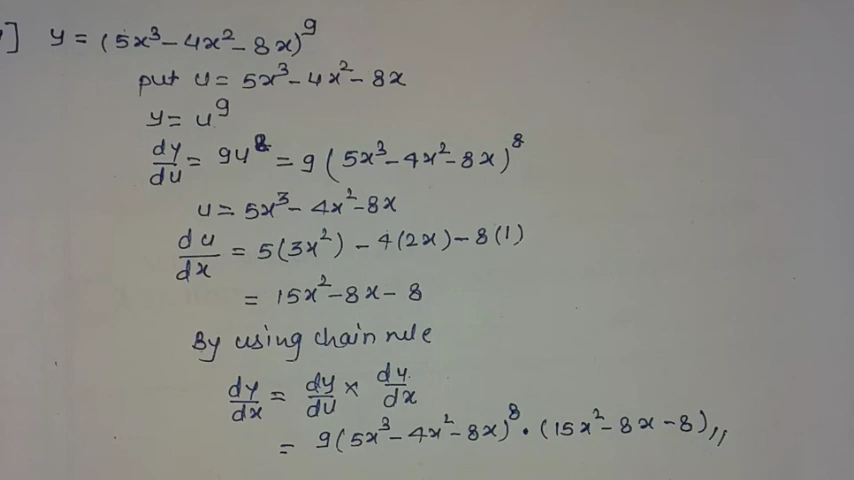 ] y = (5x³ - 4x² - 8x)⁹
put u = 5x³ - 4x² - 8x
y = u⁹
dy/du = 9u⁸ = 9(5x³ - 4x² - 8x)⁸
u = 5x³ - 4x² - 8x
du/dx = 5(3x²) - 4(2x) - 8(1)
= 15x² - 8x - 8
By using chain rule
dy/dx = dy/du × du/dx
= 9(5x³ - 4x² - 8x)⁸ · (15x² - 8x - 8),,